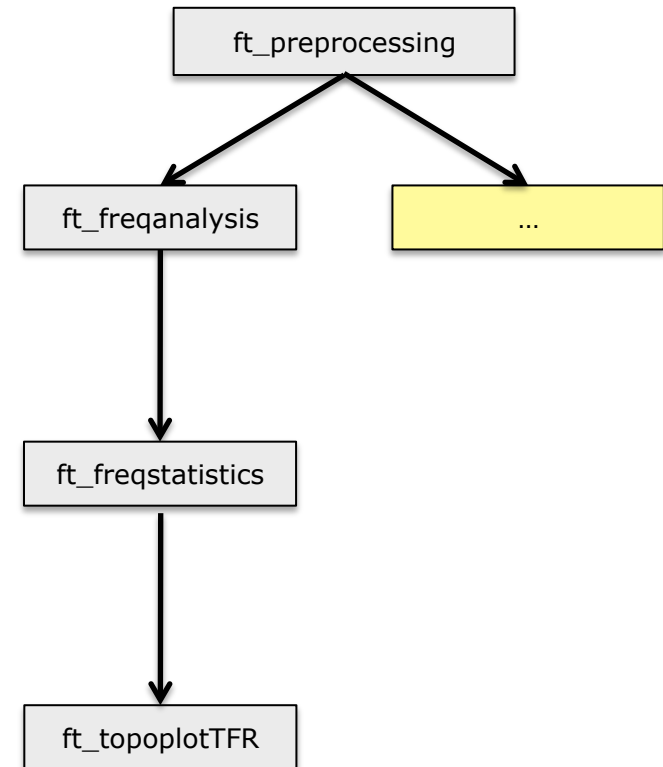 ft_preprocessing
ft_freqanalysis
...
ft_freqstatistics
ft_topoplotTFR